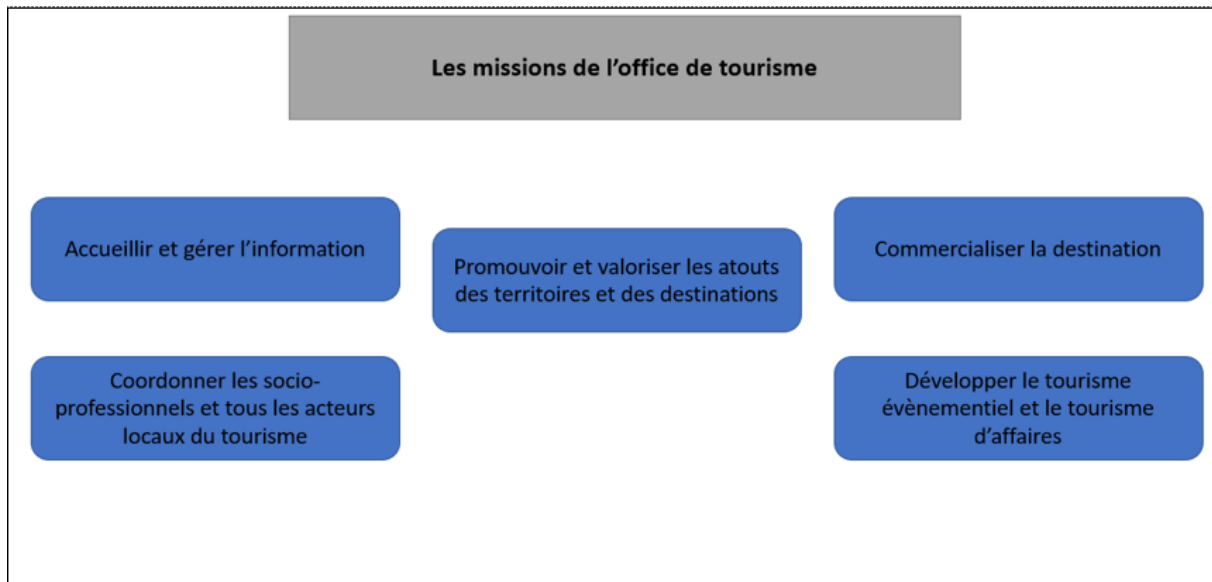 Les missions de l’office de tourisme
Accueillir et gérer l’information
Promouvoir et valoriser les atouts
des territoires et des destinations
Commercialiser la destination
Coordonner les socio-
professionnels et tous les acteurs
locaux du tourisme
Développer le tourisme
évènementiel et le tourisme
d’affaires